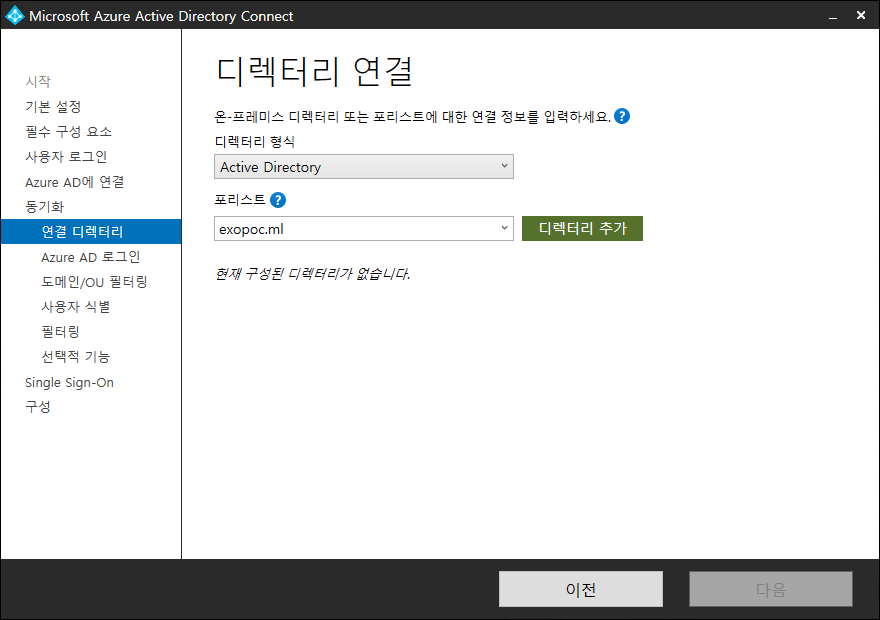 Microsoft Azure Active Directory Connect
시작
기본 설정
필수 구성 요소
사용자 로그인
Azure AD에 연결
동기화
연결 디렉터리
Azure AD 로그인
도메인/OU 필터링
사용자 식별
필터링
선택적 기능
Single Sign-On
구성
디렉터리 연결
온-프레미스 디렉터리 또는 포리스트에 대한 연결 정보를 입력하세요. ?
디렉터리 형식
Active Directory
포리스트 ?
exopoc.ml 디렉터리 추가
현재 구성된 디렉터리가 없습니다.
이전 다음